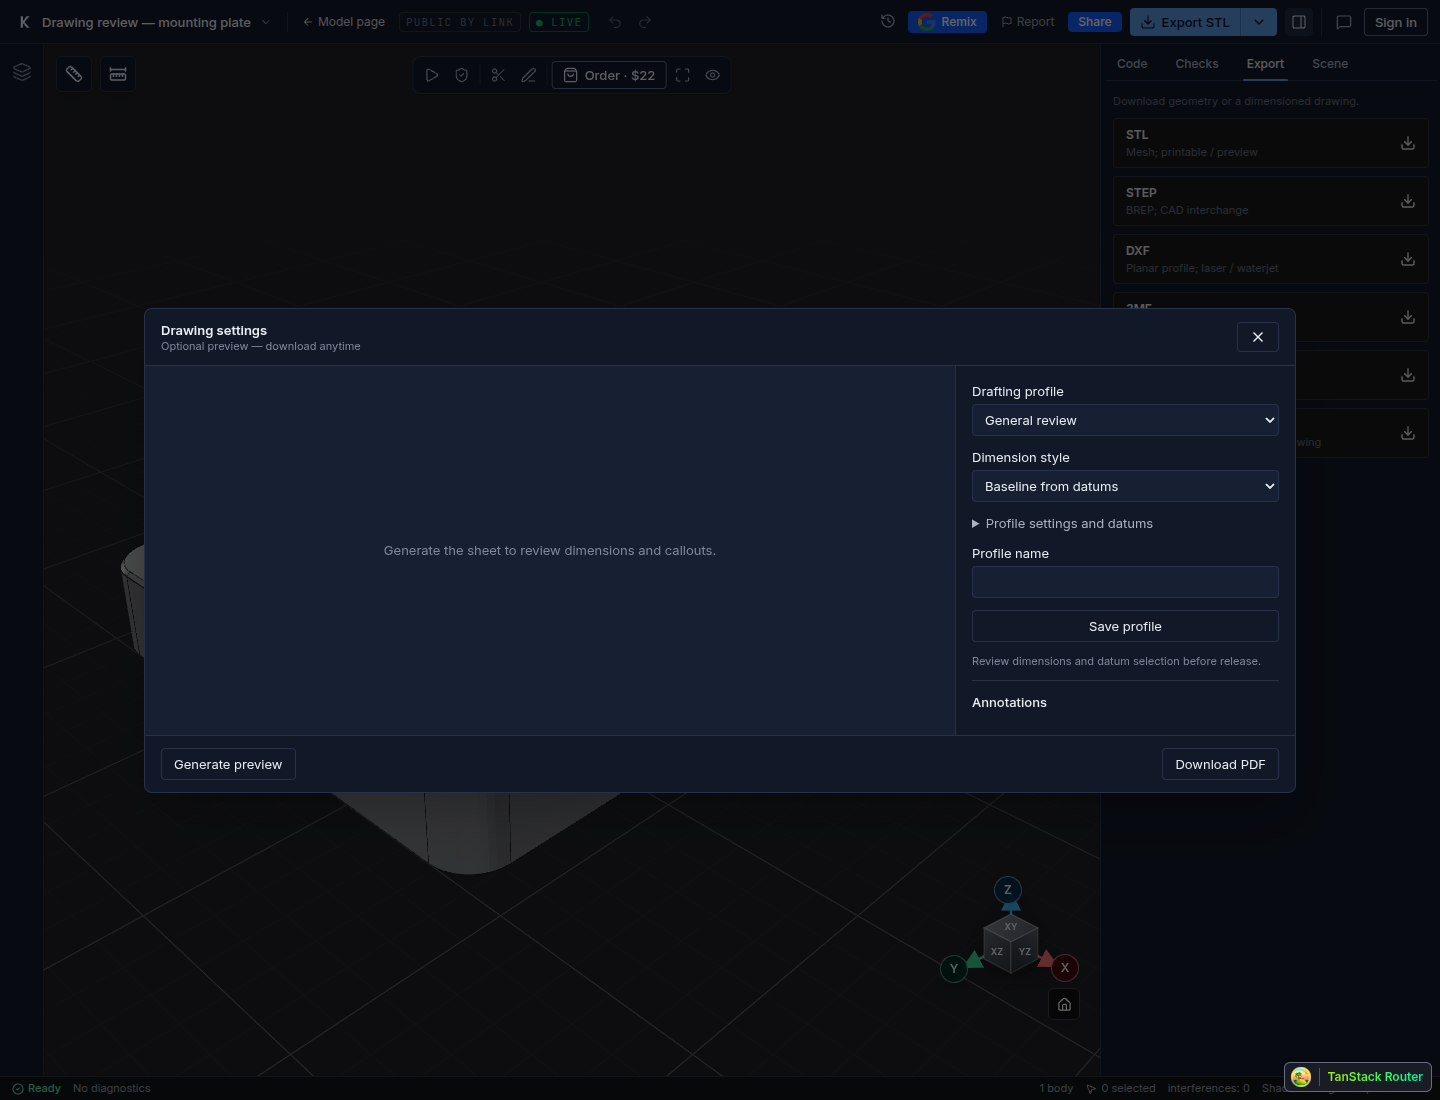 K Drawing review — mounting plate
Model page
PUBLIC BY LINK
LIVE
Remix
Report
Share
Export STL
Sign in
Order · $22
Code
Checks
Export
Scene
Download geometry or a dimensioned drawing.
STL
Mesh; printable / preview
STEP
BREP; CAD interchange
DXF
Planar profile; laser / waterjet
Drawing settings
Optional preview — download anytime
Generate the sheet to review dimensions and callouts.
Drafting profile
General review
Dimension style
Baseline from datums
Profile settings and datums
Profile name
Save profile
Review dimensions and datum selection before release.
Annotations
Generate preview
Download PDF
Z
XY
XZ
YZ
Y
X
Ready
No diagnostics
1 body
0 selected
interferences: 0
TanStack Router